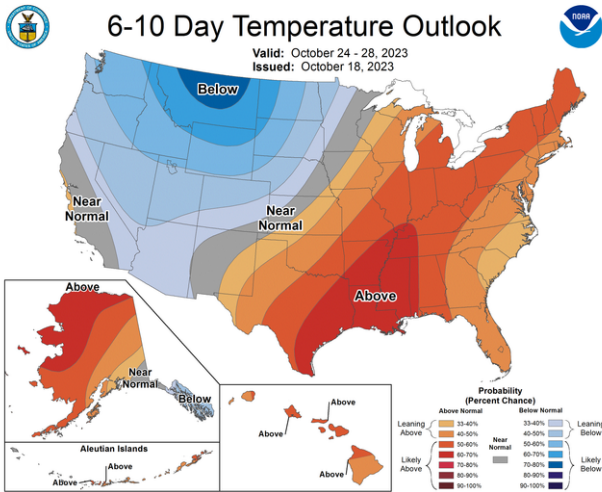 6-10 Day Temperature Outlook
Valid: October 24 - 28, 2023
Issued: October 18, 2023
NOAA
Below
Near
Normal
Near
Normal
Above
Above
Near
Normal
Below
Aleutian Islands
Above
Above
Above
Above
Above
Probability
(Percent Chance)
Above Normal
Below Normal
Leaning
Above
33-40%
40-50%
50-60%
60-70%
70-80%
80-90%
90-100%
Likely
Above
Near
Normal
33-40%
40-50%
50-60%
60-70%
70-80%
80-90%
90-100%
Leaning
Below
Likely
Below